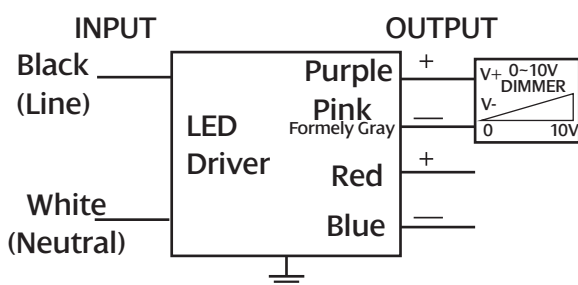 INPUT
OUTPUT
Black
(Line)
White
(Neutral)
LED
Driver
Purple
+
Pink
—
Formely Gray
Red
+
Blue
—
V+ 0~10V
DIMMER
V-
0 10V